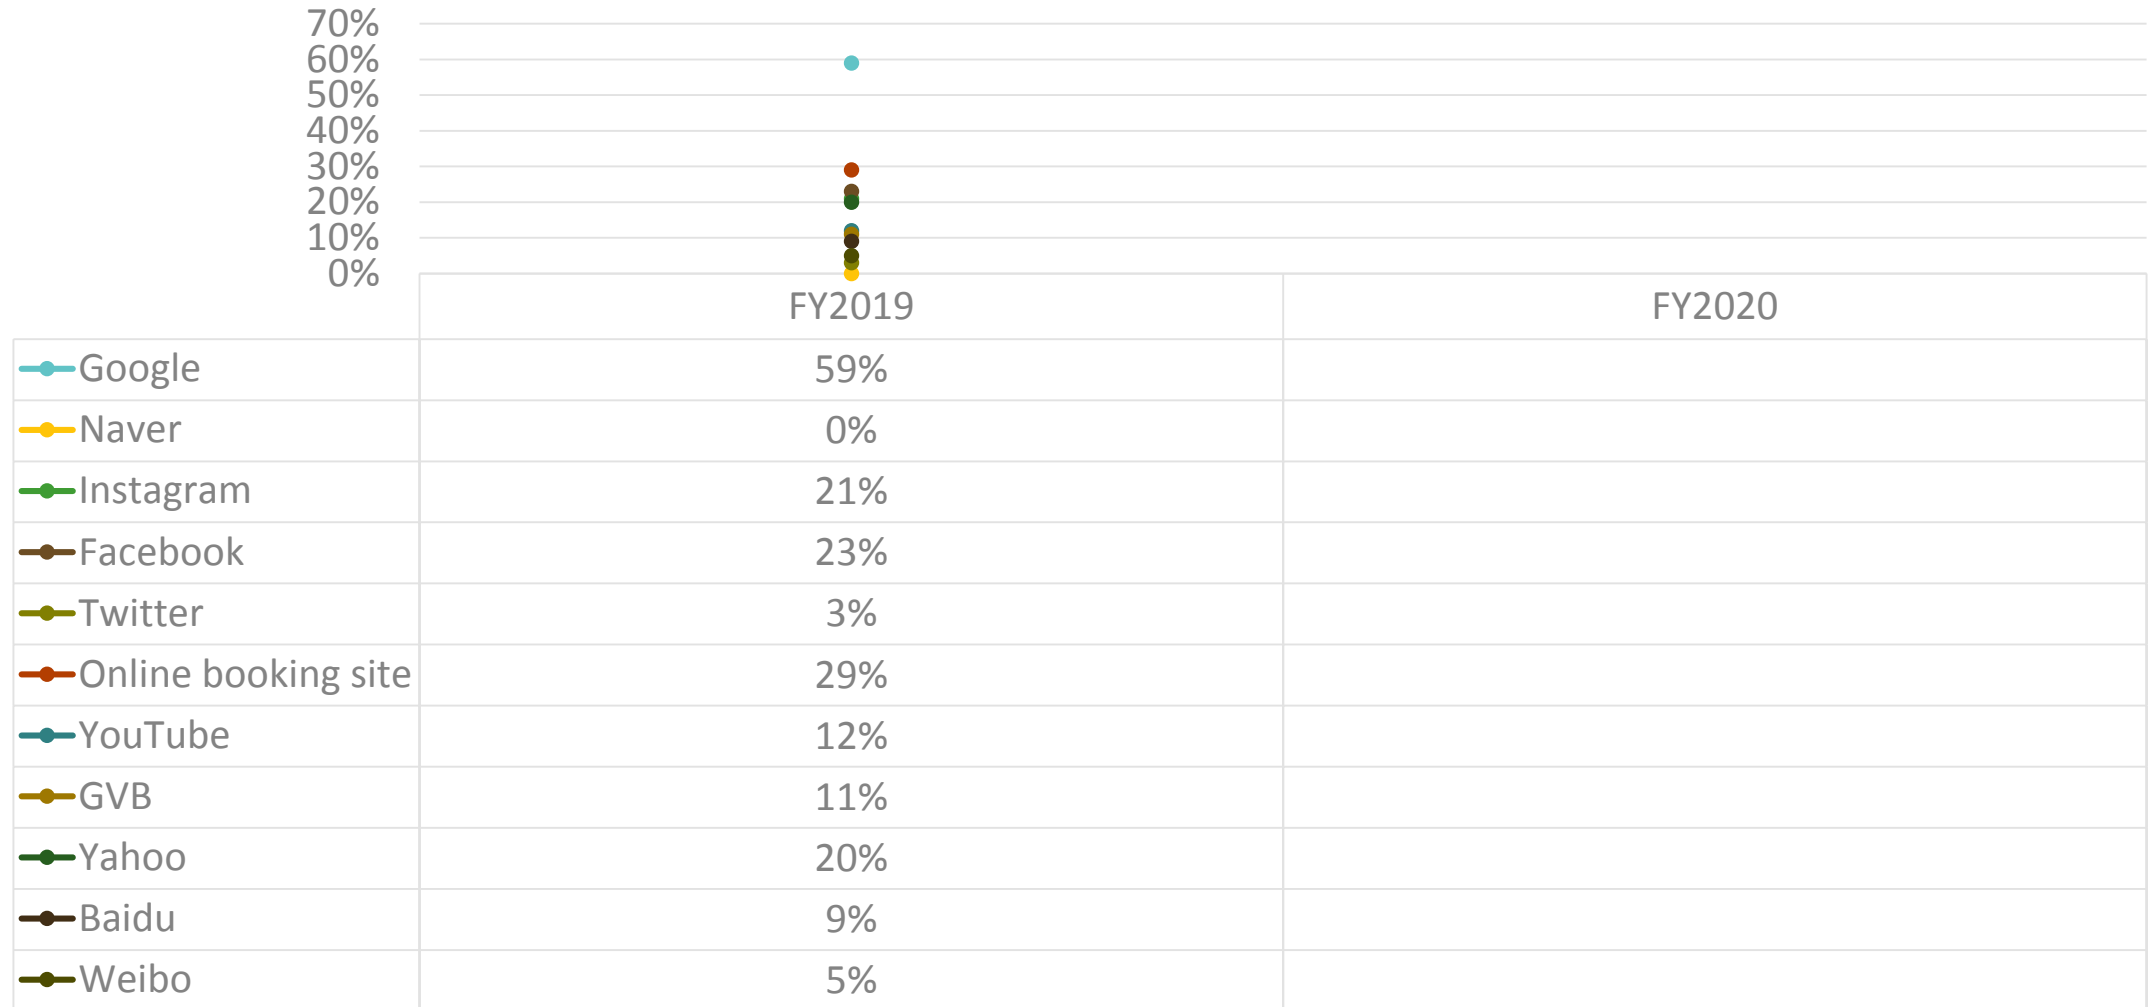 70%
60%
50%
40%
30%
20%
10%
0%
FY2019 FY2020
Google 59%
Naver 0%
Instagram 21%
Facebook 23%
Twitter 3%
Online booking site 29%
YouTube 12%
GVB 11%
Yahoo 20%
Baidu 9%
Weibo 5%